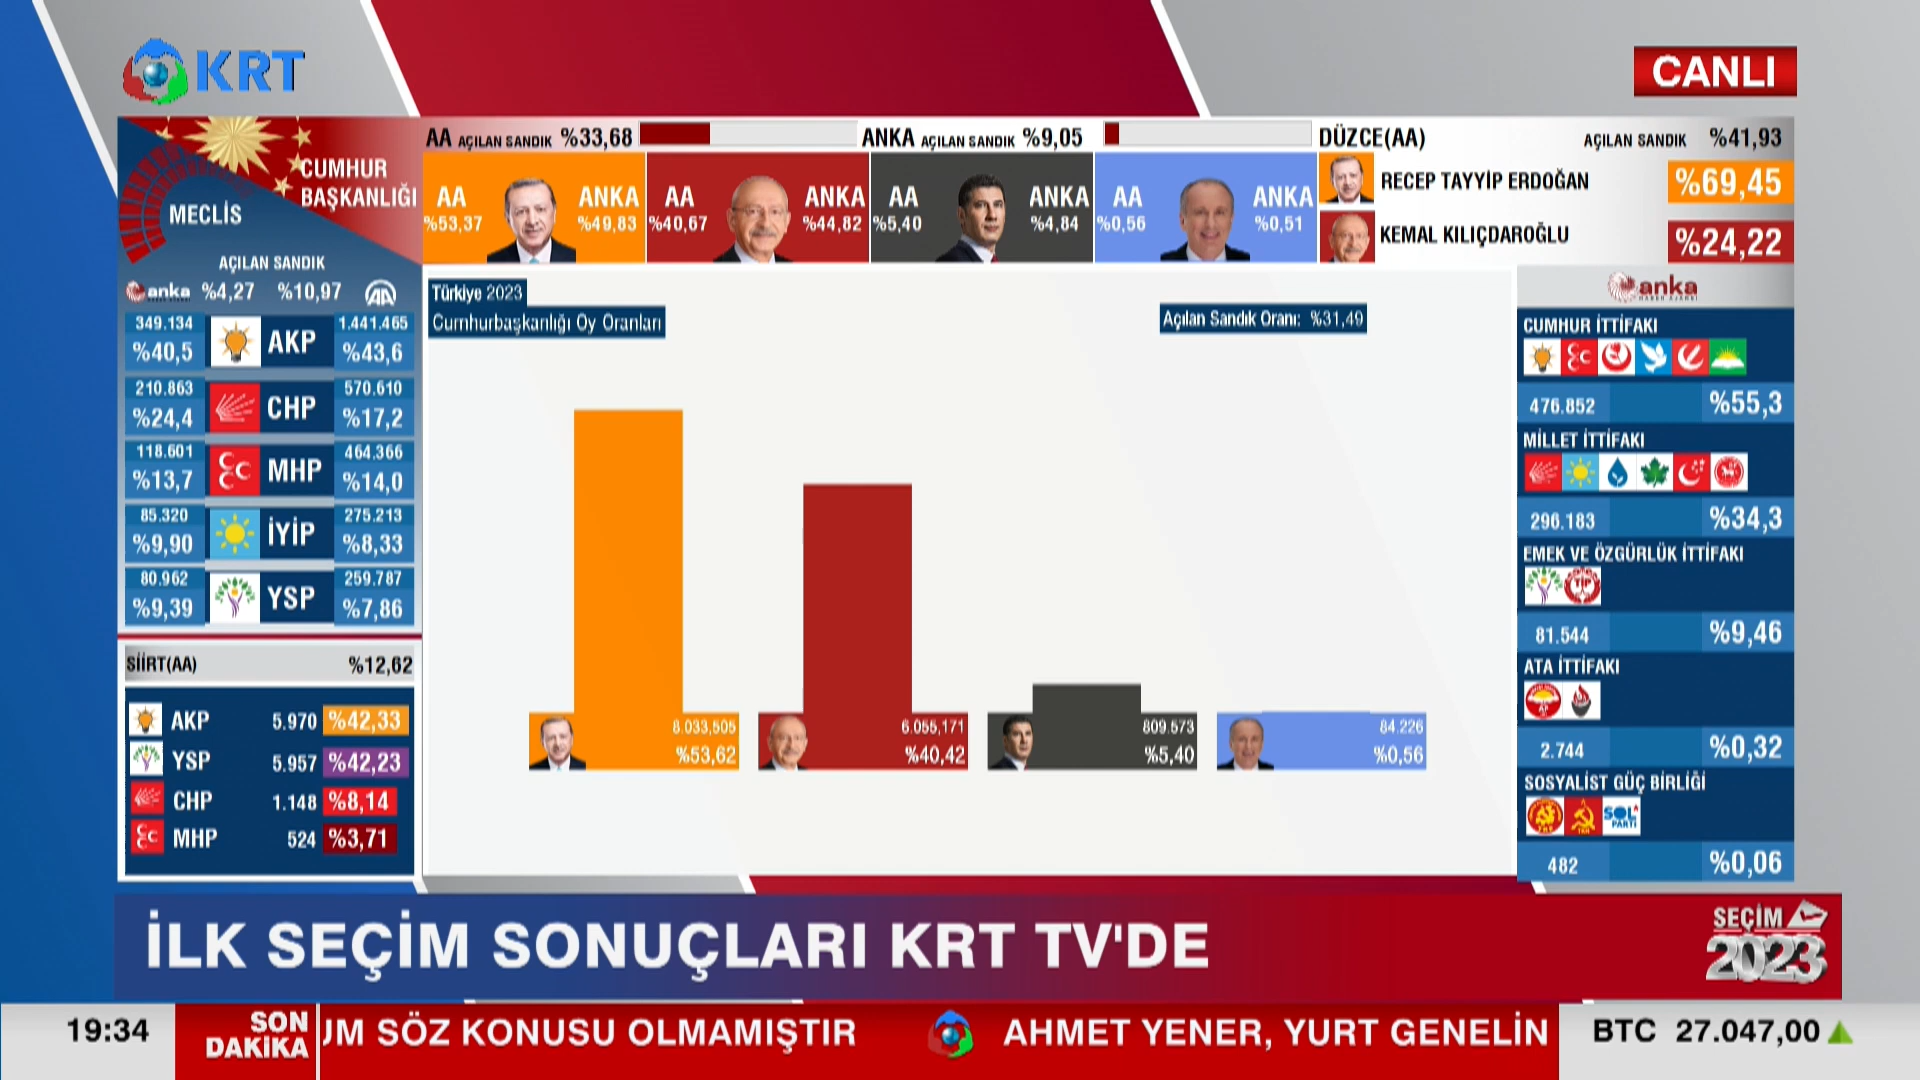 KRT
CANLI
CUMHUR
BAŞKANLIĞI
MECLİS
AÇILAN SANDIK
anka %4,27 %10,97 AA
349.134 1.441.465
%40,5 AKP %43,6
210.863 570.610
%24,4 CHP %17,2
118.601 464.366
%13,7 MHP %14,0
85.320 275.213
%9,90 İYİP %8,33
80.962 259.787
%9,39 YSP %7,86
SİİRT(AA) %12,62
AKP 5.970 %42,33
YSP 5.957 %42,23
CHP 1.148 %8,14
MHP 524 %3,71
AA AÇILAN SANDIK %33,68 ANKA AÇILAN SANDIK %9,05
AA ANKA AA ANKA AA ANKA AA ANKA
%53,37 %49,83 %40,67 %44,82 %5,40 %4,84 %0,56 %0,51
DÜZCE(AA) AÇILAN SANDIK %41,93
RECEP TAYYİP ERDOĞAN %69,45
KEMAL KILIÇDAROĞLU %24,22
Türkiye 2023
Cumhurbaşkanlığı Oy Oranları
Açılan Sandık Oranı: %31,49
8.033,505 6.055,171 809.573 84.226
%53,62 %40,42 %5,40 %0,56
anka
HABER AJANSI
CUMHUR İTTİFAKI
476.852 %55,3
MİLLET İTTİFAKI
296.183 %34,3
EMEK VE ÖZGÜRLÜK İTTİFAKI
TİP
81.544 %9,46
ATA İTTİFAKI
2.744 %0,32
SOSYALİST GÜÇ BİRLİĞİ
SOL
PARTİ
482 %0,06
İLK SEÇİM SONUÇLARI KRT TV'DE
SEÇİM
2023
19:34
SON
DAKİKA
UM SÖZ KONUSU OLMAMIŞTIR AHMET YENER, YURT GENELİN
BTC 27.047,00